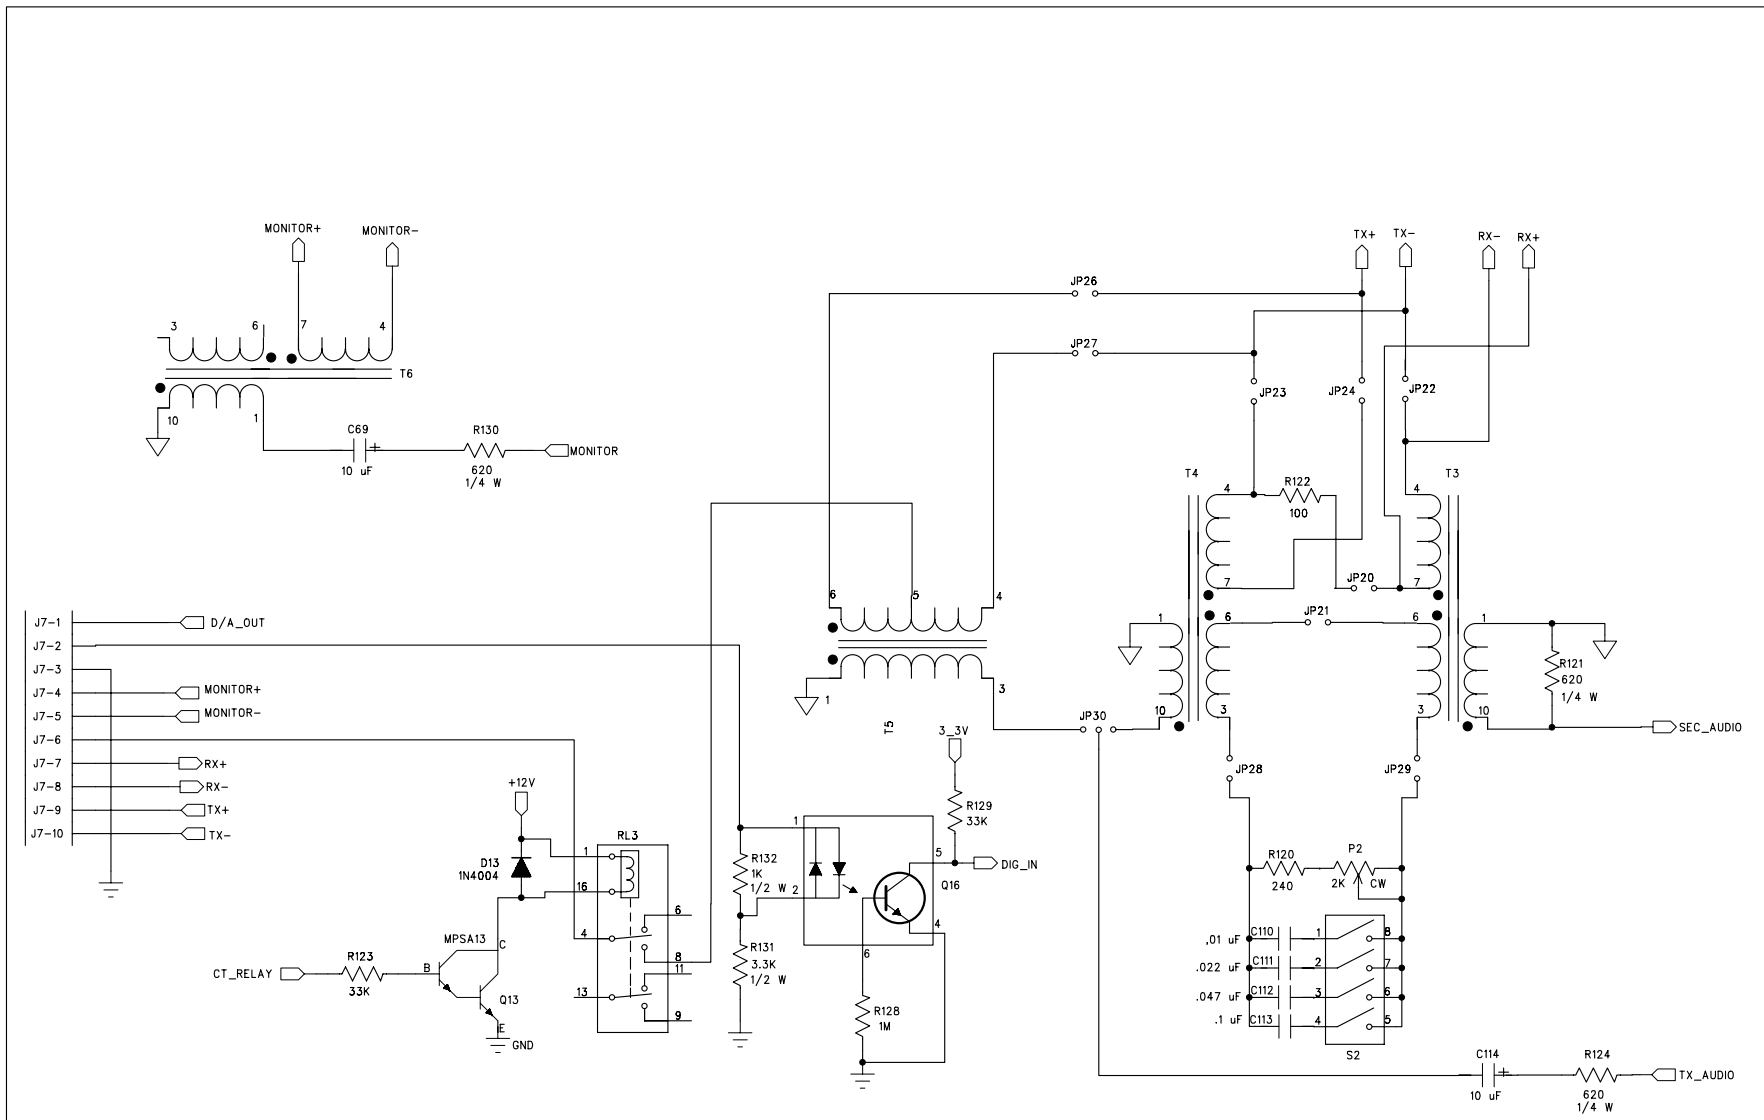 MONITOR+
MONITOR-
TX+
TX-
RX-
RX+
JP26
3
6
7
4
JP27
T6
JP23
JP24
JP22
10
1
C69
+
10 uF
R130
620
1/4 W
MONITOR
T4
T3
4
R122
100
4
7
JP20
7
6
5
4
J7-1
D/A_OUT
J7-2
J7-3
J7-4
MONITOR+
J7-5
MONITOR-
J7-6
J7-7
RX+
J7-8
RX-
J7-9
TX+
J7-10
TX-
1
6
JP21
6
1
R121
620
1/4 W
1
3
T5
JP30
10
3
3
10
SEC_AUDIO
3_3V
JP28
JP29
+12V
R129
33K
RL3
D13
1N4004
1
16
R132
1K
1/2 W
1
2
5
DIG_IN
Q16
4
6
R120
240
P2
2K
CW
6
4
8
11
13
9
MPSA13
C
B
Q13
E
GND
CT_RELAY
R123
33K
R131
3.3K
1/2 W
R128
1M
,01 uF
C110
1
8
.022 uF
C111
2
7
.047 uF
C112
3
6
.1 uF
C113
4
5
S2
C114
+
10 uF
R124
620
1/4 W
TX_AUDIO